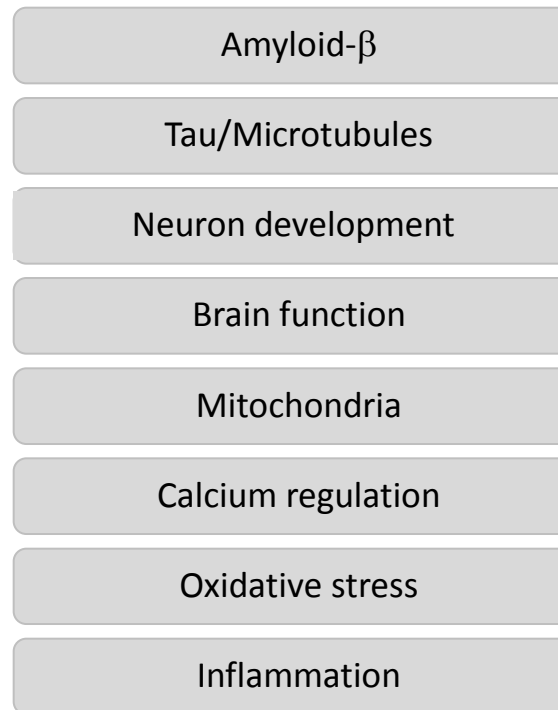 Amyloid-β
Tau/Microtubules
Neuron development
Brain function
Mitochondria
Calcium regulation
Oxidative stress
Inflammation